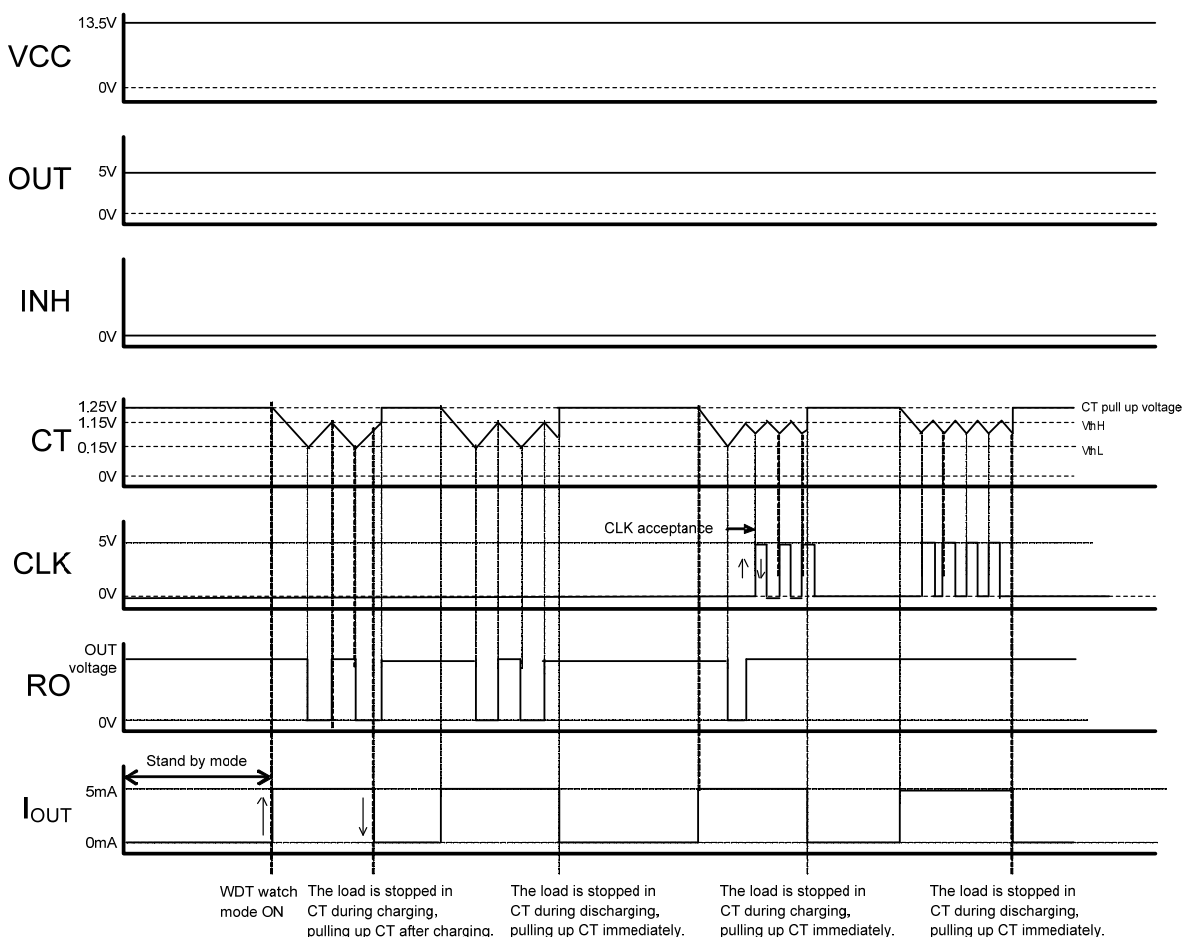 13.5V
VCC
0V
OUT
5V
0V
INH
0V
1.25V
1.15V
CT
0.15V
0V
CT pull up voltage
VthH
VthL
CLK acceptance
5V
CLK
0V
OUT
voltage
RO
0V
Stand by mode
5mA
IOUT
0mA
WDT watch
mode ON
The load is stopped in
CT during charging,
pulling up CT after charging.
The load is stopped in
CT during discharging,
pulling up CT immediately.
The load is stopped in
CT during charging,
pulling up CT immediately.
The load is stopped in
CT during discharging,
pulling up CT immediately.